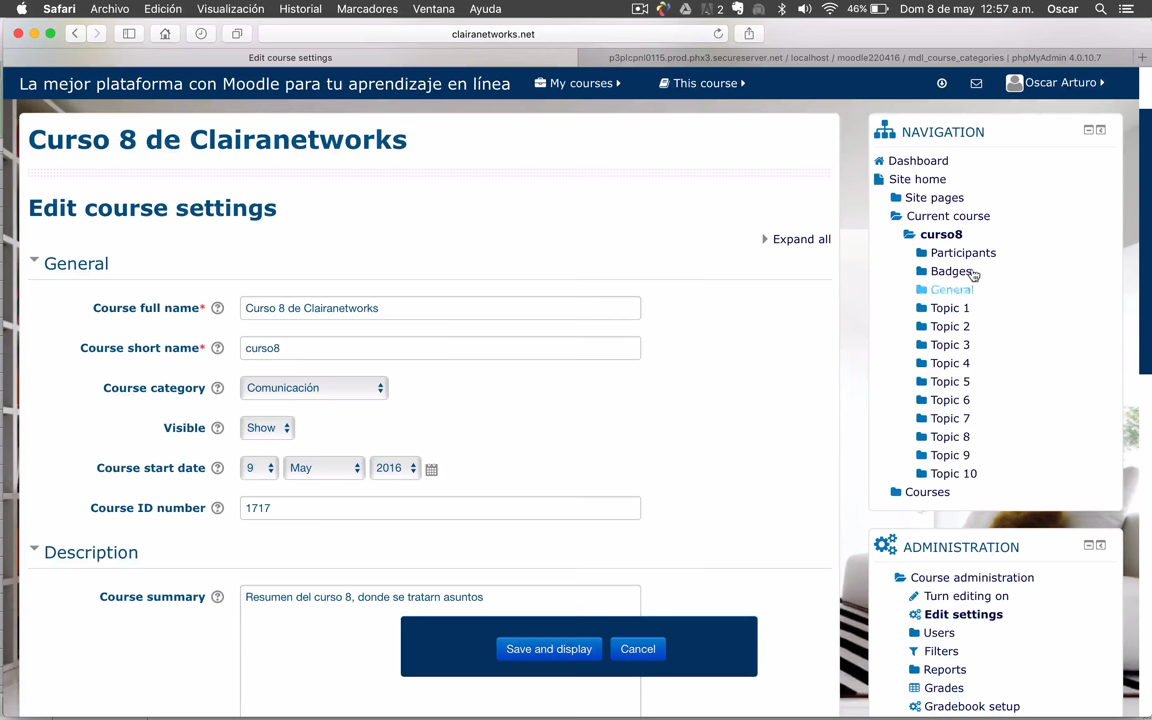 Safari Archivo Edición Visualización Historial Marcadores Ventana Ayuda 2 46% Dom 8 de may 12:57 a.m. Oscar
clairanetworks.net
Edit course settings
p3plcpnl0115.prod.phx3.secureserver.net / localhost / moodle220416 / mdl_course_categories | phpMyAdmin 4.0.10.7
La mejor plataforma con Moodle para tu aprendizaje en línea My courses This course Oscar Arturo
Curso 8 de Clairanetworks
Edit course settings
Expand all
General
Course full name* Curso 8 de Clairanetworks
Course short name* curso8
Course category Comunicación
Visible Show
Course start date 9 May 2016
Course ID number 1717
Description
Course summary Resumen del curso 8, donde se tratarn asuntos
Save and display Cancel
NAVIGATION
Dashboard
Site home
Site pages
Current course
curso8
Participants
Badges
General
Topic 1
Topic 2
Topic 3
Topic 4
Topic 5
Topic 6
Topic 7
Topic 8
Topic 9
Topic 10
Courses
ADMINISTRATION
Course administration
Turn editing on
Edit settings
Users
Filters
Reports
Grades
Gradebook setup